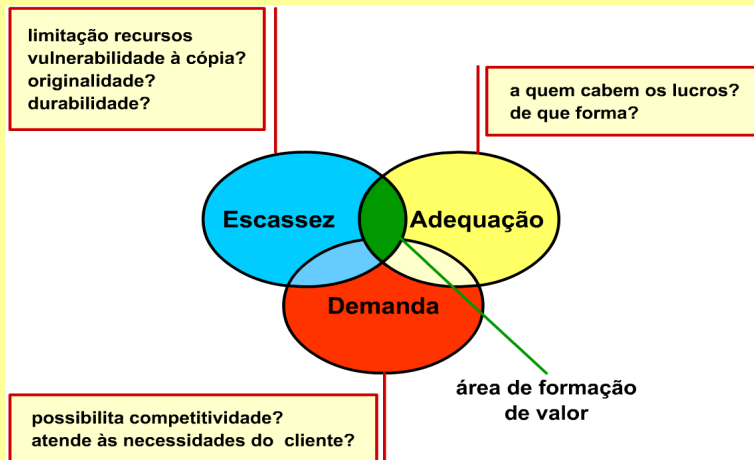 limitação recursos
vulnerabilidade à cópia?
originalidade?
durabilidade?
a quem cabem os lucros?
de que forma?
Escassez
Adequação
Demanda
área de formação
de valor
possibilita competitividade?
atende às necessidades do cliente?